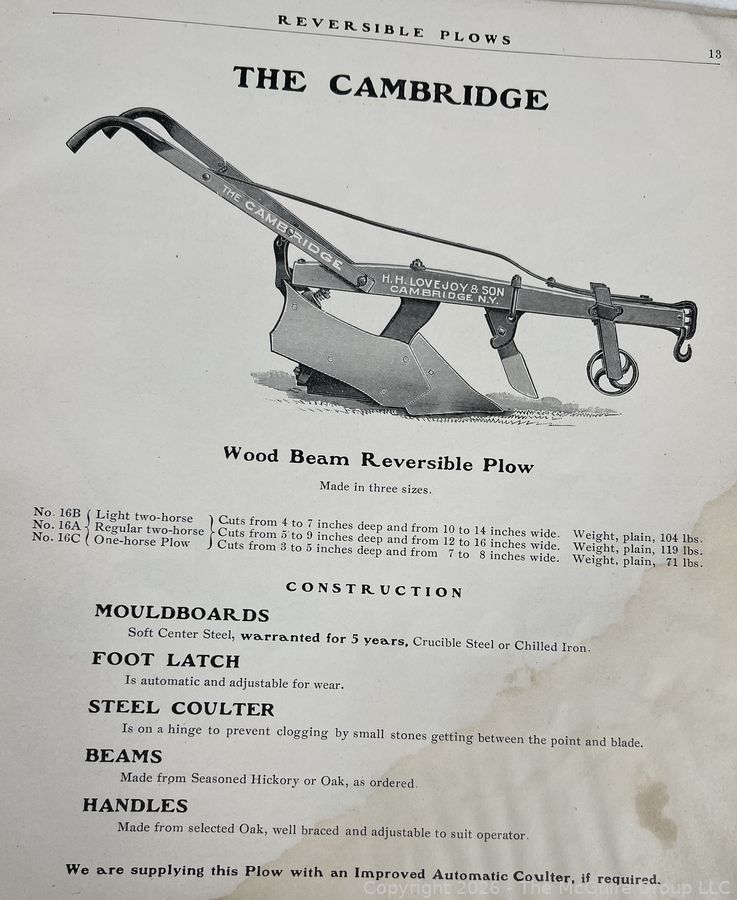 REVERSIBLE PLOWS
13
THE CAMBRIDGE
THE CAMBRIDGE
H. H. LOVEJOY & SON
CAMBRIDGE N.Y.
Wood Beam Reversible Plow
Made in three sizes.
No. 16B { Light two-horse } Cuts from 4 to 7 inches deep and from 10 to 14 inches wide. Weight, plain, 104 lbs.
No. 16A { Regular two-horse } Cuts from 5 to 9 inches deep and from 12 to 16 inches wide. Weight, plain, 119 lbs.
No. 16C { One-horse Plow } Cuts from 3 to 5 inches deep and from 7 to 8 inches wide. Weight, plain, 71 lbs.
CONSTRUCTION
MOULDBOARDS
Soft Center Steel, warranted for 5 years, Crucible Steel or Chilled Iron.
FOOT LATCH
Is automatic and adjustable for wear.
STEEL COULTER
Is on a hinge to prevent clogging by small stones getting between the point and blade.
BEAMS
Made from Seasoned Hickory or Oak, as ordered.
HANDLES
Made from selected Oak, well braced and adjustable to suit operator.
We are supplying this Plow with an Improved Automatic Coulter, if required.
Copyright 2026 - The McGuire Group LLC